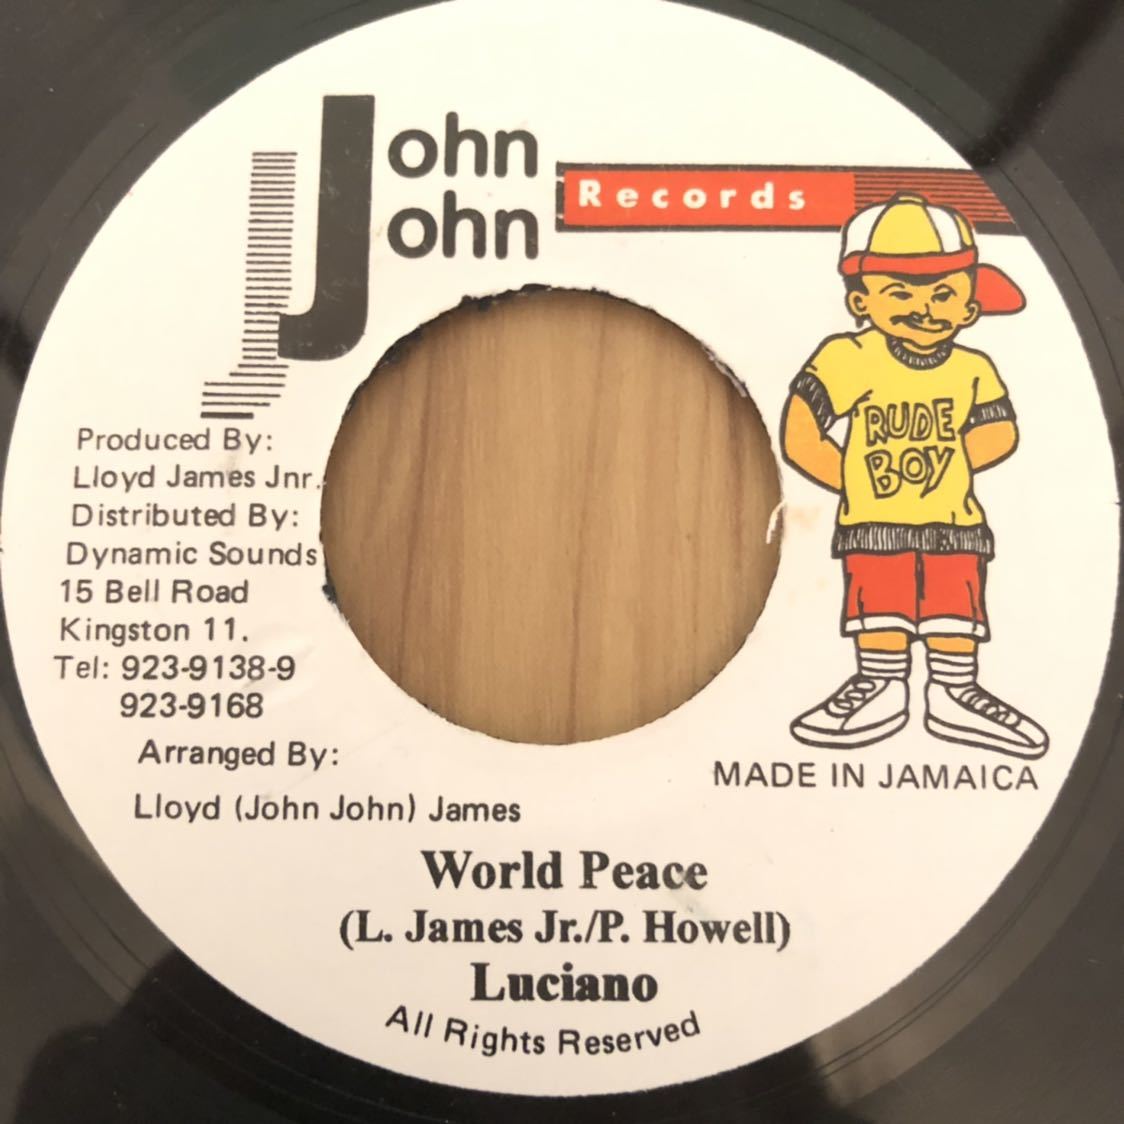 John
John
Records
RUDE
BOY
Produced By:
Lloyd James Jnr.
Distributed By:
Dynamic Sounds
15 Bell Road
Kingston 11.
Tel: 923-9138-9
923-9168
Arranged By:
Lloyd (John John) James
MADE IN JAMAICA
World Peace
(L. James Jr./P. Howell)
Luciano
All Rights Reserved